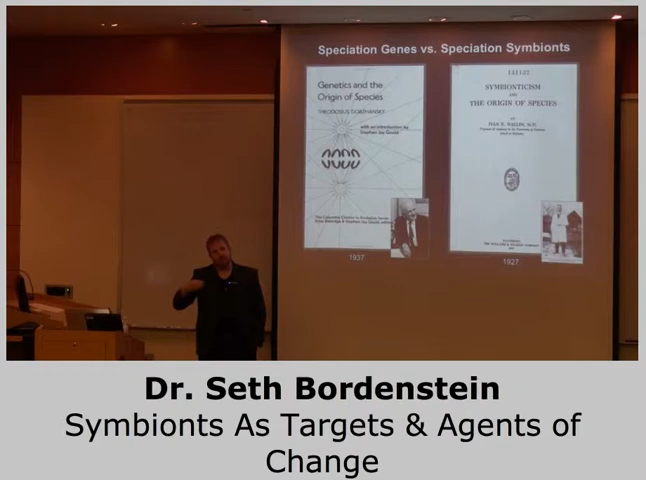 Speciation Genes vs. Speciation Symbionts
Genetics and the
Origin of Species
THEODOSIUS DOBZHANSKY
with an introduction by
Stephen Jay Gould
1937
SYMBIONTICISM
AND
THE ORIGIN OF SPECIES
BY
IVAN E. WALLIN
1927
Dr. Seth Bordenstein
Symbionts As Targets & Agents of
Change